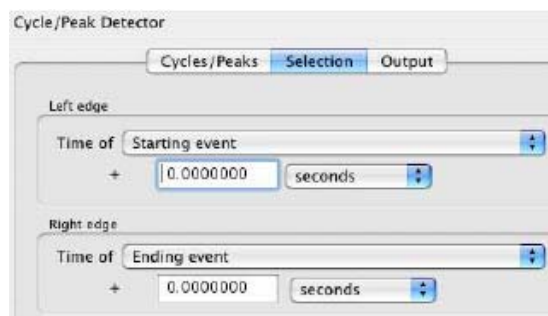 Cycle/Peak Detector
Cycles/Peaks Selection Output
Left edge
Time of Starting event
+ 0.0000000 seconds
Right edge
Time of Ending event
+ 0.0000000 seconds